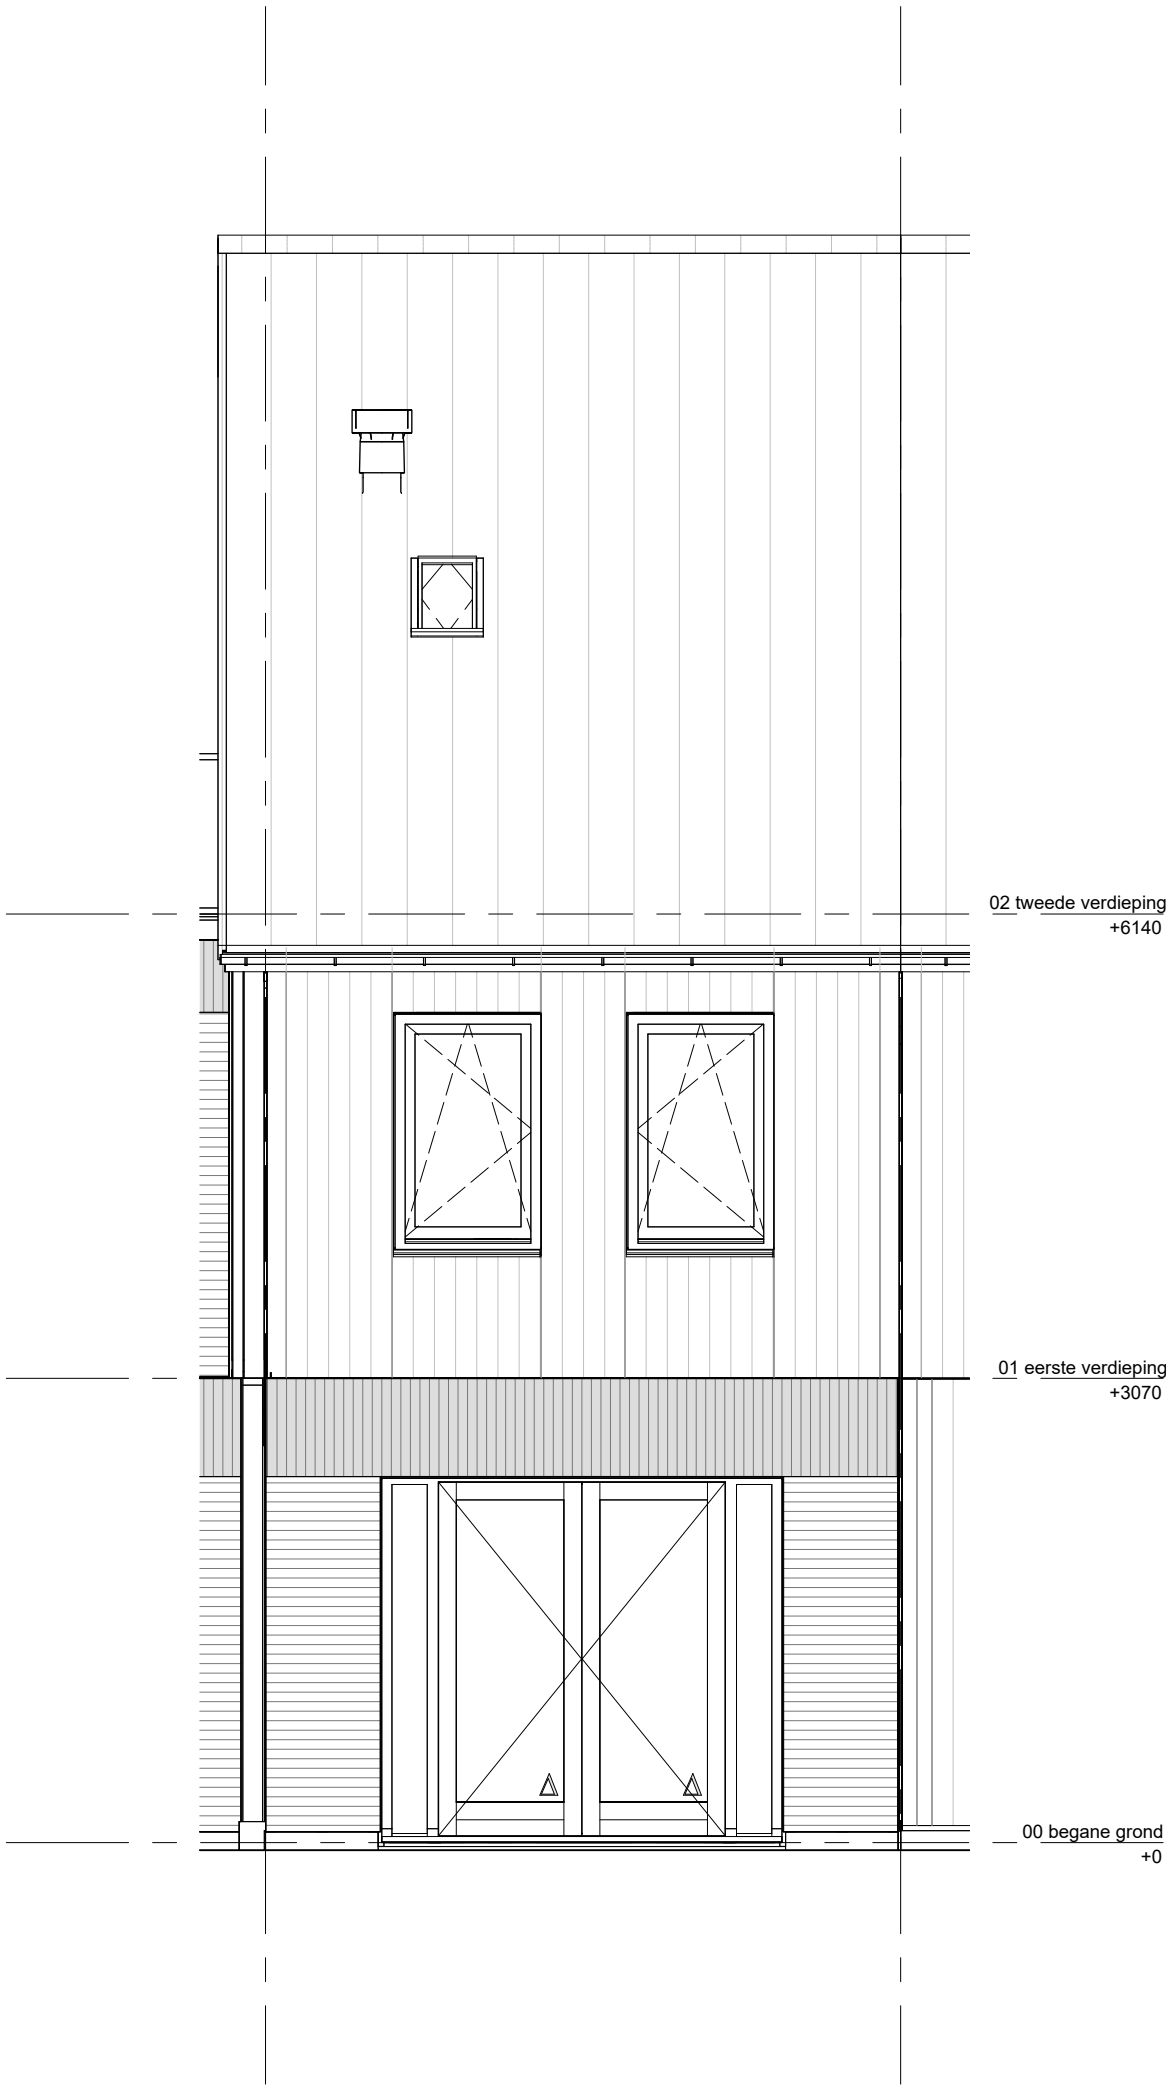 02 tweede verdieping
+6140
01 eerste verdieping
+3070
00 begane grond
+0